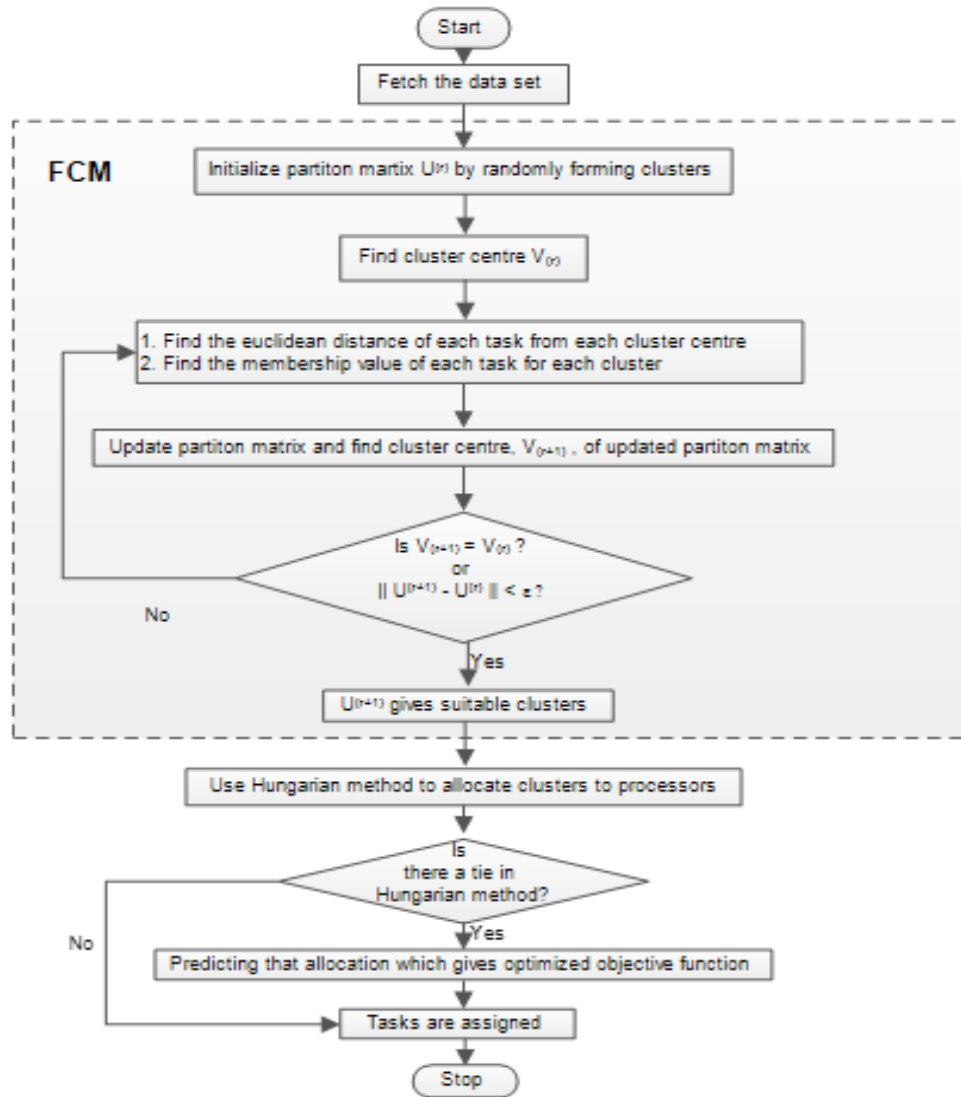 Start
Fetch the data set
FCM
Initialize partiton martix U⁽ʳ⁾ by randomly forming clusters
Find cluster centre V₍ᵣ₎
1. Find the euclidean distance of each task from each cluster centre
2. Find the membership value of each task for each cluster
Update partiton matrix and find cluster centre, V₍ᵣ₊₁₎ , of updated partiton matrix
Is V₍ᵣ₊₁₎ = V₍ᵣ₎ ?
or
|| U⁽ʳ⁺¹⁾ - U⁽ʳ⁾ || < ε ?
No
Yes
U⁽ʳ⁺¹⁾ gives suitable clusters
Use Hungarian method to allocate clusters to processors
Is
there a tie in
Hungarian method?
No
Yes
Predicting that allocation which gives optimized objective function
Tasks are assigned
Stop